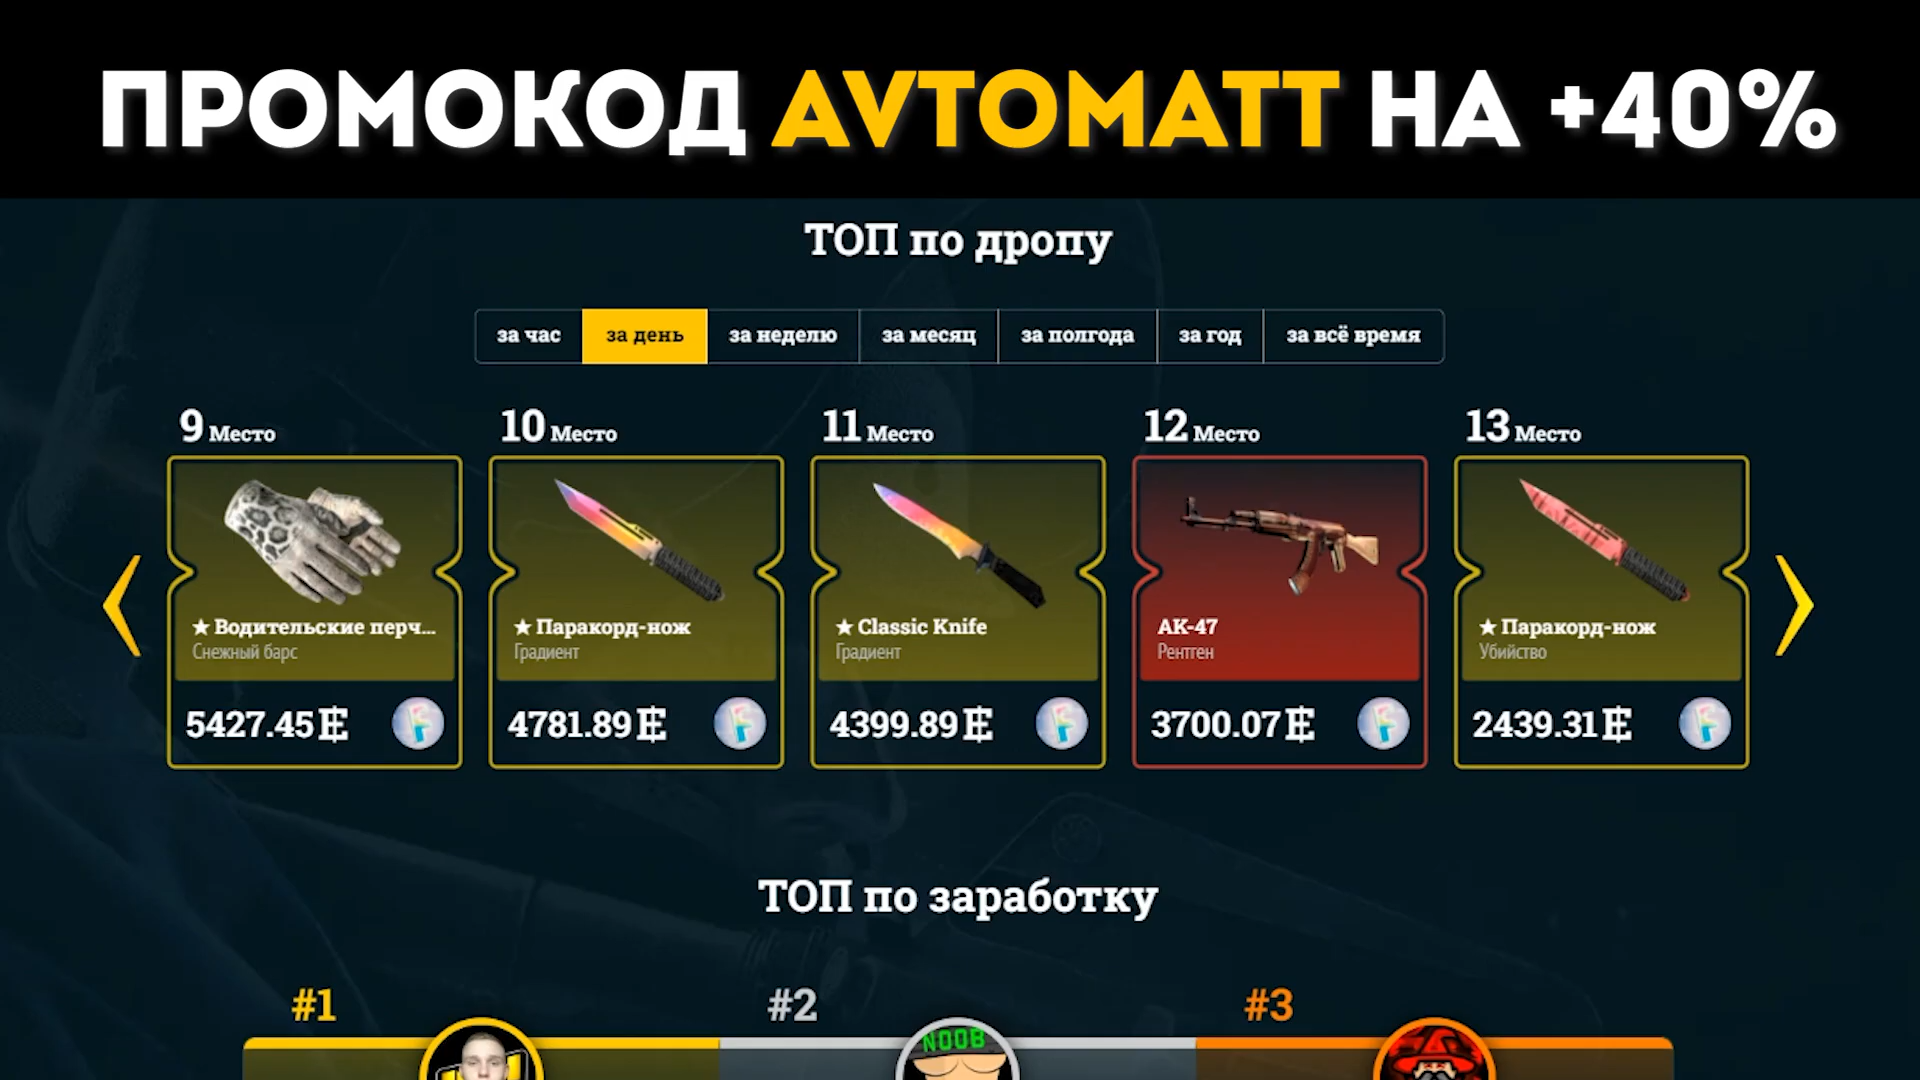 ПРОМОКОД AVTOMATT НА +40%
ТОП по дропу
за час за день за неделю за месяц за полгода за год за всё время
9 Место 10 Место 11 Место 12 Место 13 Место
★ Водительские перч... ★ Паракорд-нож ★ Classic Knife АК-47 ★ Паракорд-нож
Снежный барс Градиент Градиент Рентген Убийство
5427.45 4781.89 4399.89 3700.07 2439.31
ТОП по заработку
#1 #2 #3
NOOB